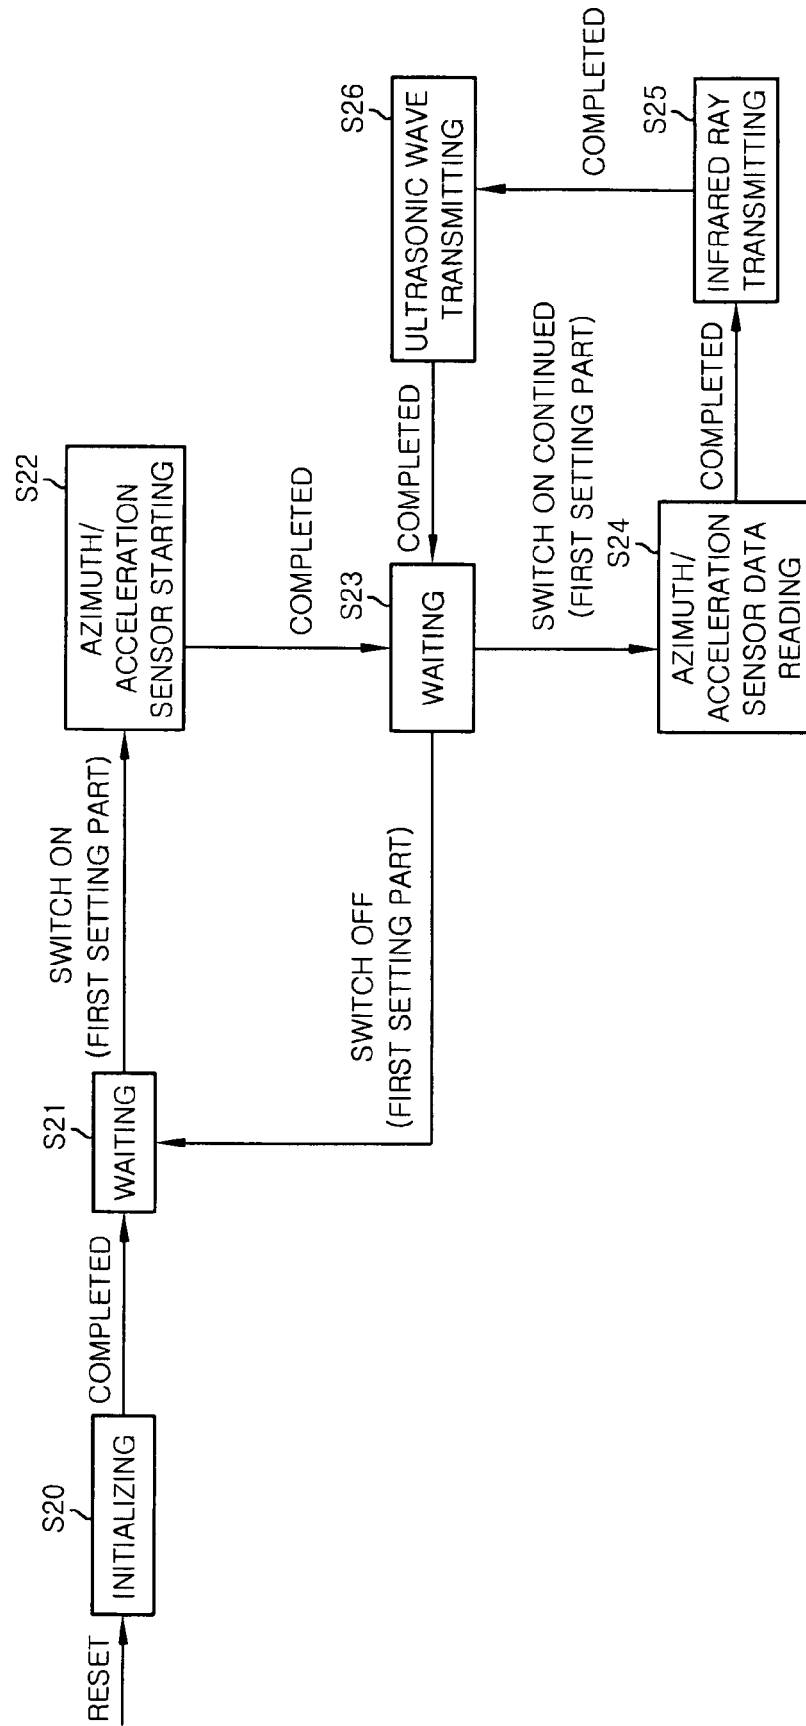 RESET
S20
INITIALIZING
COMPLETED
S21
WAITING
SWITCH ON
(FIRST SETTING PART)
S22
AZIMUTH/
ACCELERATION
SENSOR STARTING
COMPLETED
SWITCH OFF
(FIRST SETTING PART)
S23
WAITING
COMPLETED
S26
ULTRASONIC WAVE
TRANSMITTING
SWITCH ON CONTINUED
(FIRST SETTING PART)
COMPLETED
S24
AZIMUTH/
ACCELERATION
SENSOR DATA
READING
COMPLETED
S25
INFRARED RAY
TRANSMITTING